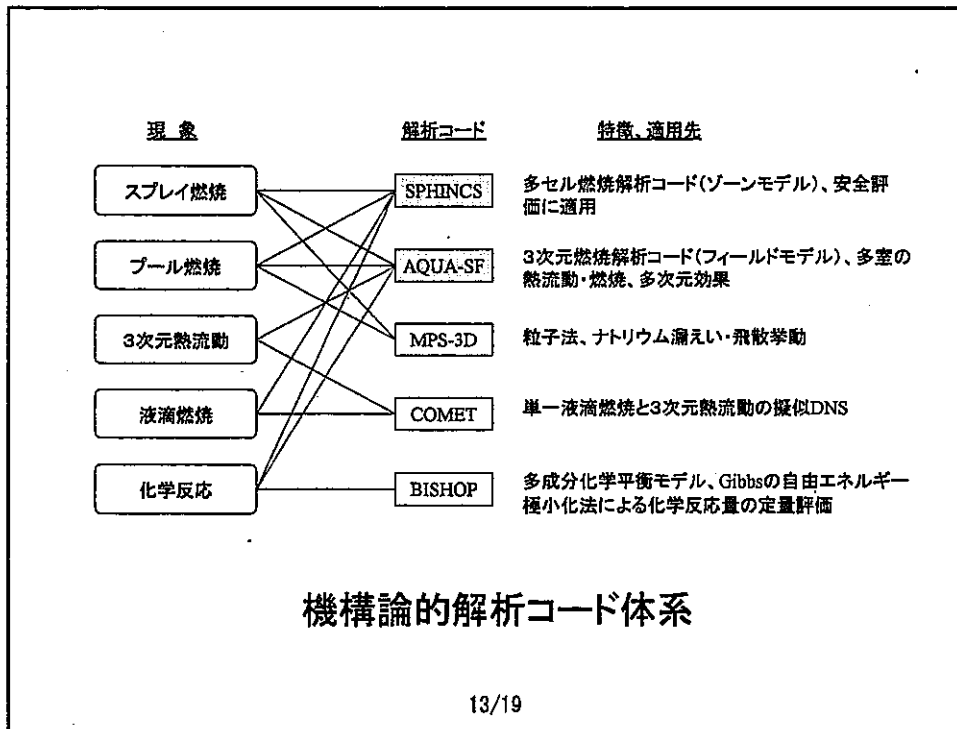 現 象
解析コード
特徴、適用先
スプレイ燃焼
SPHINCS
多セル燃焼解析コード(ゾーンモデル)、安全評
価に適用
プール燃焼
AQUA-SF
3次元燃焼解析コード(フィールドモデル)、多室の
熱流動・燃焼、多次元効果
3次元熱流動
MPS-3D
粒子法、ナトリウム漏えい・飛散挙動
液滴燃焼
COMET
単一液滴燃焼と3次元熱流動の擬似DNS
化学反応
BISHOP
多成分化学平衡モデル、Gibbsの自由エネルギー
極小化法による化学反応量の定量評価
機構論的解析コード体系
13/19